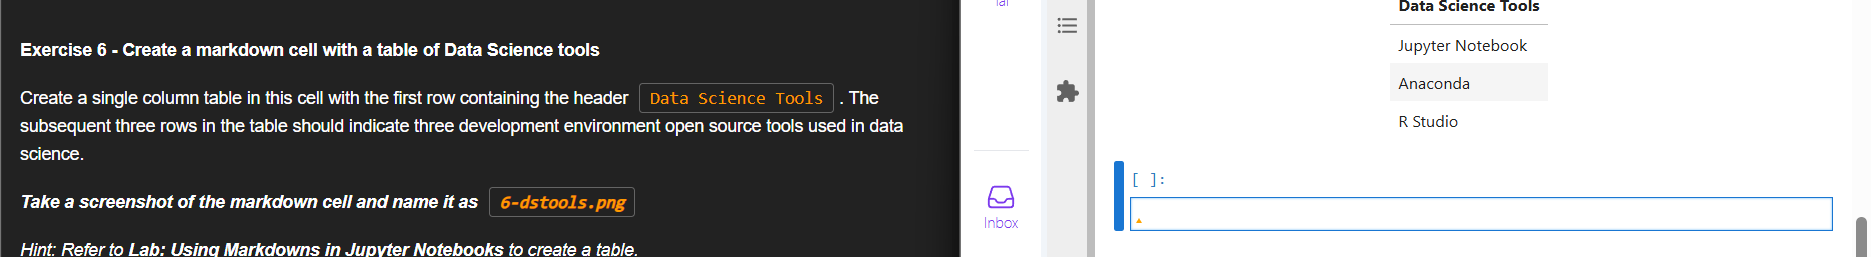 Exercise 6 - Create a markdown cell with a table of Data Science tools
Create a single column table in this cell with the first row containing the header Data Science Tools . The
subsequent three rows in the table should indicate three development environment open source tools used in data
science.
Take a screenshot of the markdown cell and name it as 6-dstools.png
Hint: Refer to Lab: Using Markdowns in Jupyter Notebooks to create a table.
Inbox
Data Science Tools
Jupyter Notebook
Anaconda
R Studio
[ ]: